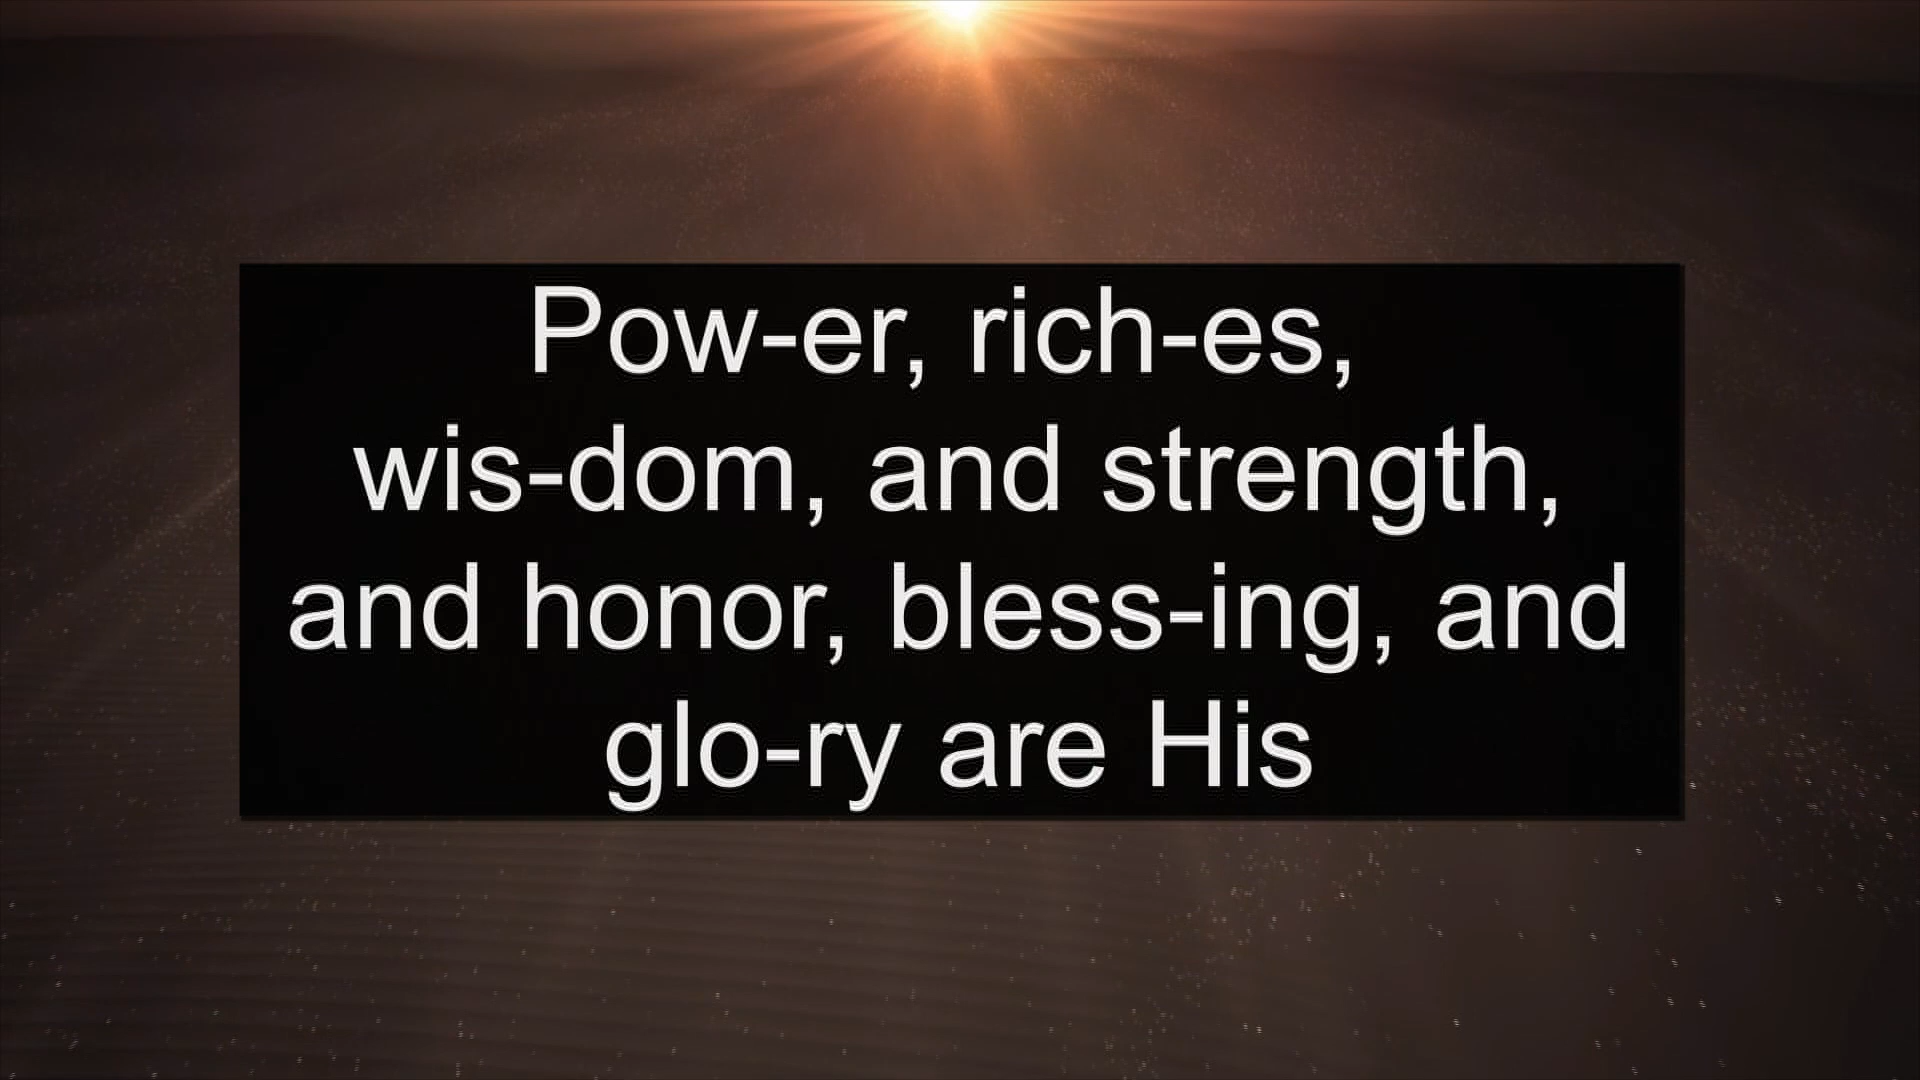 Pow-er, rich-es,
wis-dom, and strength,
and honor, bless-ing, and
glo-ry are His